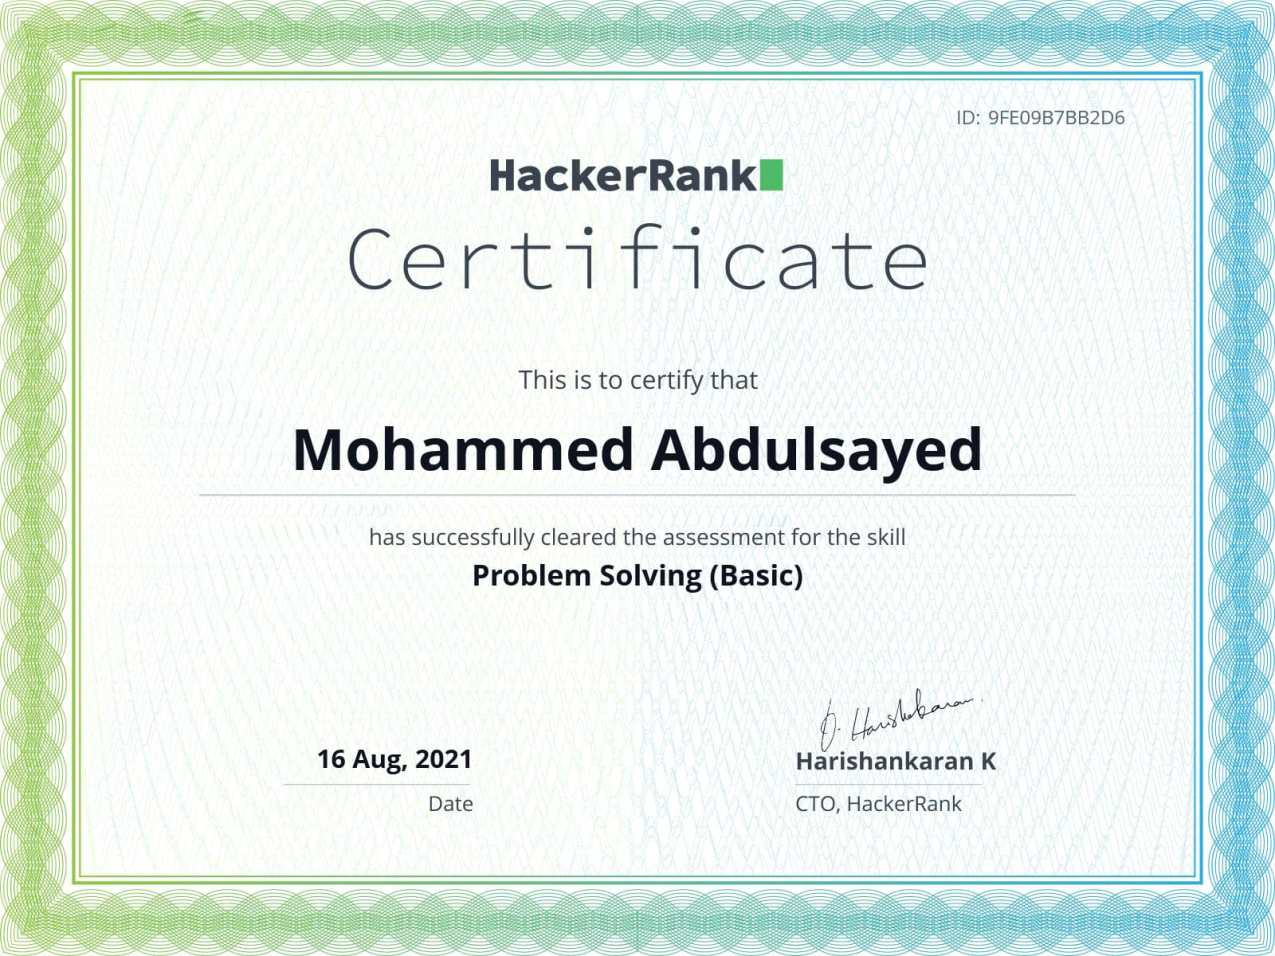 ID: 9FE09B7BB2D6
HackerRank
Certificate
This is to certify that
Mohammed Abdulsayed
has successfully cleared the assessment for the skill
Problem Solving (Basic)
16 Aug, 2021
Date
Harishankaran K
CTO, HackerRank